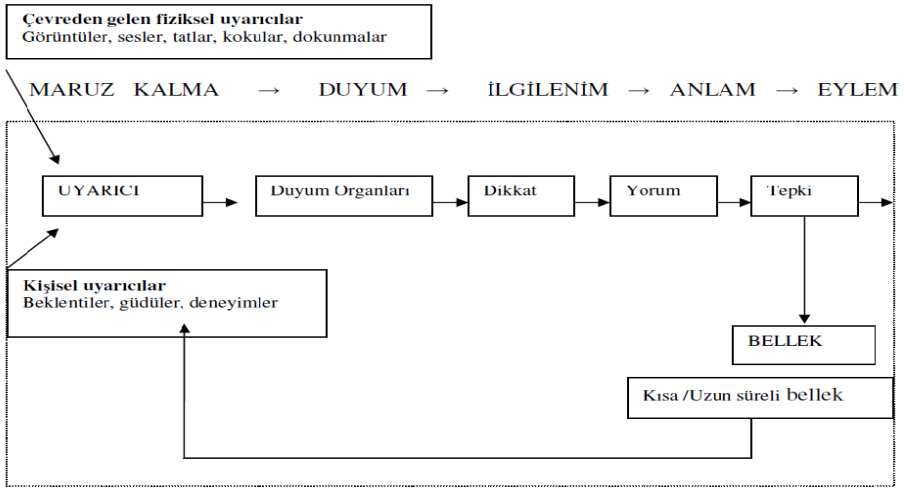 Çevreden gelen fiziksel uyarıcılar
Görüntüler, sesler, tatlar, kokular, dokunmalar
MARUZ KALMA → DUYUM → İLGİLENİM → ANLAM → EYLEM
UYARICI
Duyum Organları
Dikkat
Yorum
Tepki
Kişisel uyarıcılar
Beklentiler, güdüler, deneyimler
BELLEK
Kısa /Uzun süreli bellek